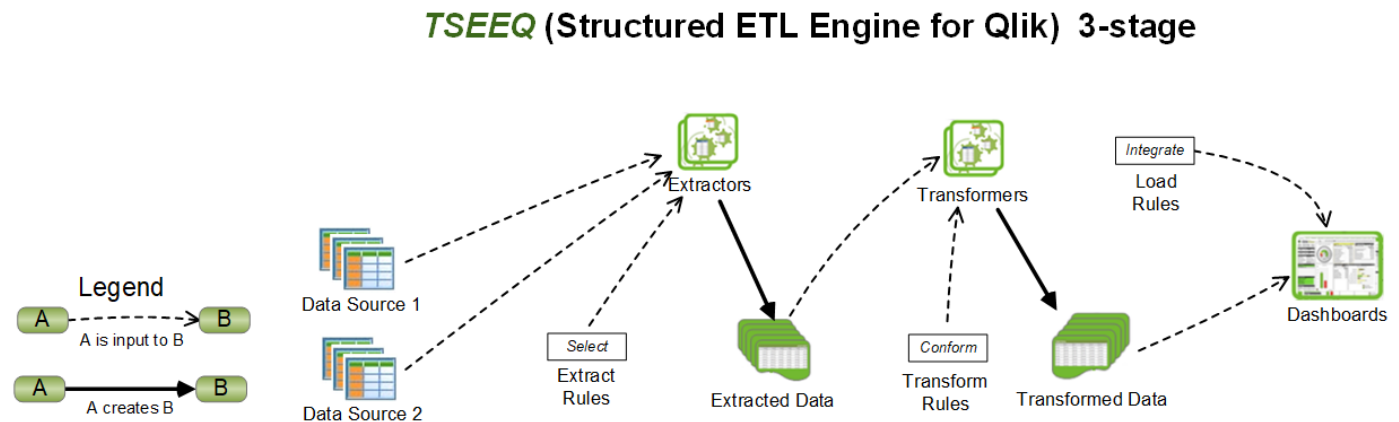 TSEEQ (Structured ETL Engine for Qlik) 3-stage
Extractors
Transformers
Integrate
Load
Rules
Data Source 1
Dashboards
Legend
A
B
A is input to B
Select
Extract
Rules
Conform
Transform
Rules
A
B
A creates B
Data Source 2
Extracted Data
Transformed Data